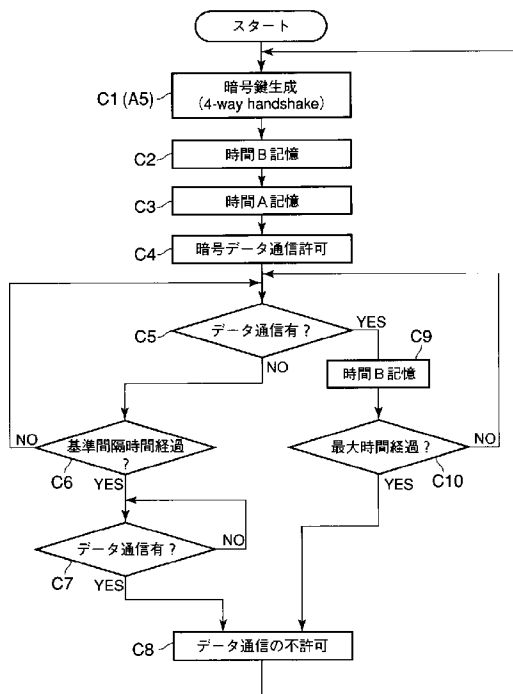 スタート
C1 (A5)
暗号鍵生成
(4-way handshake)
C2
時間B記憶
C3
時間A記憶
C4
暗号データ通信許可
C5
データ通信有？
YES
NO
C9
時間B記憶
NO
基準間隔時間経過
？
C6
YES
最大時間経過？
NO
C10
YES
データ通信有？
NO
C7
YES
C8
データ通信の不許可